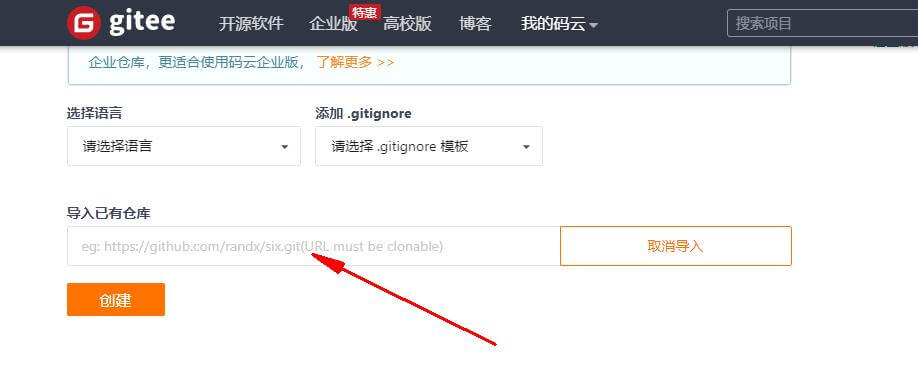 G gitee 开源软件 企业版 特惠 高校版 博客 我的码云 搜索项目
企业仓库，更适合使用码云企业版， 了解更多 >>
选择语言 添加 .gitignore
请选择语言 请选择 .gitignore 模板
导入已有仓库
eg: https://github.com/randx/six.git(URL must be clonable) 取消导入
创建